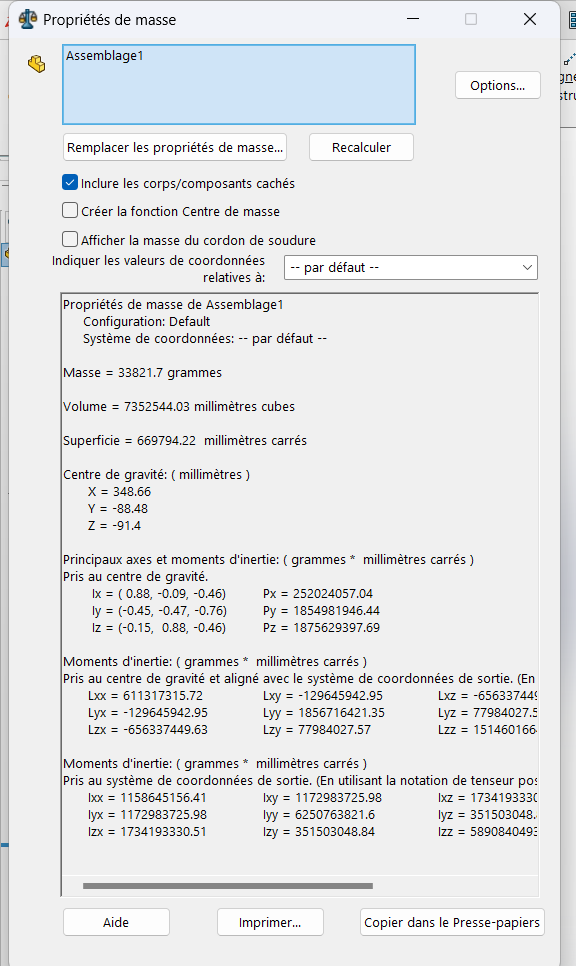 Propriétés de masse
Assemblage1
Options...
Remplacer les propriétés de masse...
Recalculer
Inclure les corps/composants cachés
Créer la fonction Centre de masse
Afficher la masse du cordon de soudure
Indiquer les valeurs de coordonnées
relatives à:
-- par défaut --
Propriétés de masse de Assemblage1
Configuration: Default
Système de coordonnées: -- par défaut --
Masse = 33821.7 grammes
Volume = 7352544.03 millimètres cubes
Superficie = 669794.22 millimètres carrés
Centre de gravité: ( millimètres )
X = 348.66
Y = -88.48
Z = -91.4
Principaux axes et moments d'inertie: ( grammes * millimètres carrés )
Pris au centre de gravité.
Ix = ( 0.88, -0.09, -0.46) Px = 252024057.04
Iy = (-0.45, -0.47, -0.76) Py = 1854981946.44
Iz = (-0.15, 0.88, -0.46) Pz = 1875629397.69
Moments d'inertie: ( grammes * millimètres carrés )
Pris au centre de gravité et aligné avec le système de coordonnées de sortie. (En
Lxx = 611317315.72 Lxy = -129645942.95 Lxz = -656337449
Lyx = -129645942.95 Lyy = 1856716421.35 Lyz = 77984027.5
Lzx = -656337449.63 Lzy = 77984027.57 Lzz = 151460166
Moments d'inertie: ( grammes * millimètres carrés )
Pris au système de coordonnées de sortie. (En utilisant la notation de tenseur pos
Ixx = 1158645156.41 Ixy = 1172983725.98 Ixz = 1734193330
Iyx = 1172983725.98 Iyy = 6250763821.6 Iyz = 351503048.
Izx = 1734193330.51 Izy = 351503048.84 Izz = 5890840493
Aide
Imprimer...
Copier dans le Presse-papiers